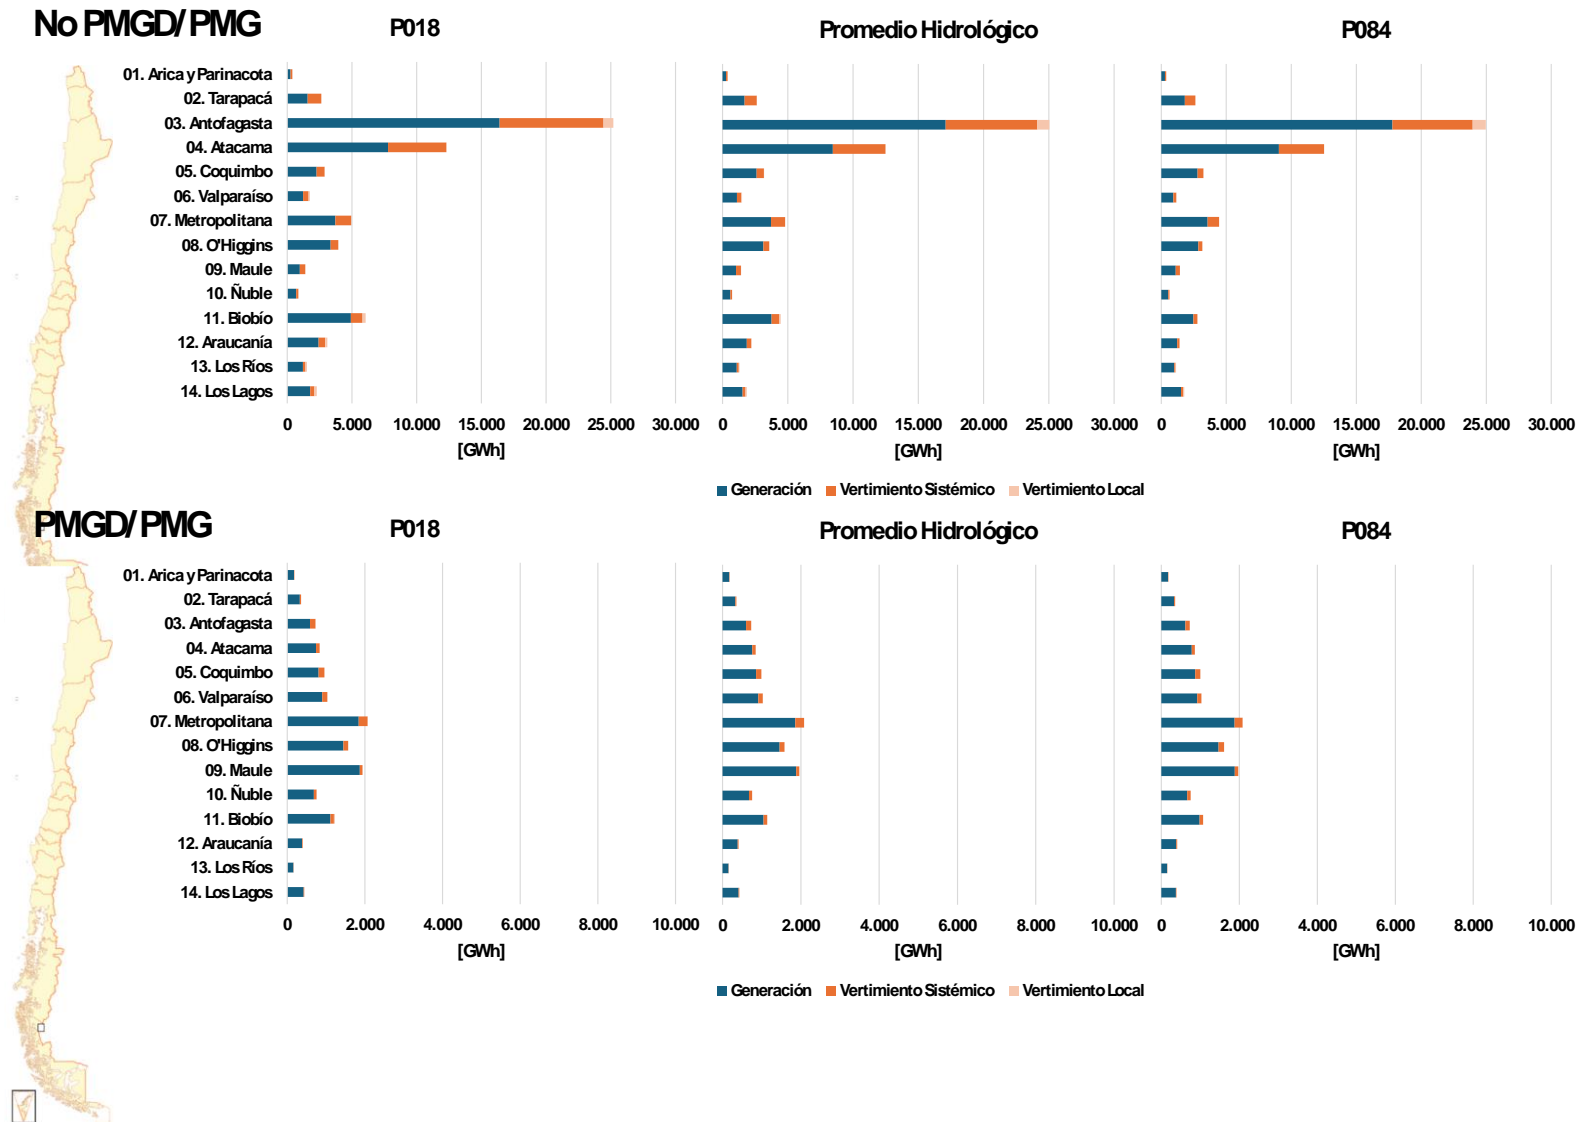 No PMGD/PMG
P018
Promedio Hidrológico
P084
01. Arica y Parinacota
02. Tarapacá
03. Antofagasta
04. Atacama
05. Coquimbo
06. Valparaíso
07. Metropolitana
08. O'Higgins
09. Maule
10. Ñuble
11. Biobío
12. Araucanía
13. Los Ríos
14. Los Lagos
0 5.000 10.000 15.000 20.000 25.000 30.000
[GWh]
0 5.000 10.000 15.000 20.000 25.000 30.000
[GWh]
0 5.000 10.000 15.000 20.000 25.000 30.000
[GWh]
Generación Vertimiento Sistémico Vertimiento Local
PMGD/PMG
P018
Promedio Hidrológico
P084
01. Arica y Parinacota
02. Tarapacá
03. Antofagasta
04. Atacama
05. Coquimbo
06. Valparaíso
07. Metropolitana
08. O'Higgins
09. Maule
10. Ñuble
11. Biobío
12. Araucanía
13. Los Ríos
14. Los Lagos
0 2.000 4.000 6.000 8.000 10.000
[GWh]
0 2.000 4.000 6.000 8.000 10.000
[GWh]
0 2.000 4.000 6.000 8.000 10.000
[GWh]
Generación Vertimiento Sistémico Vertimiento Local